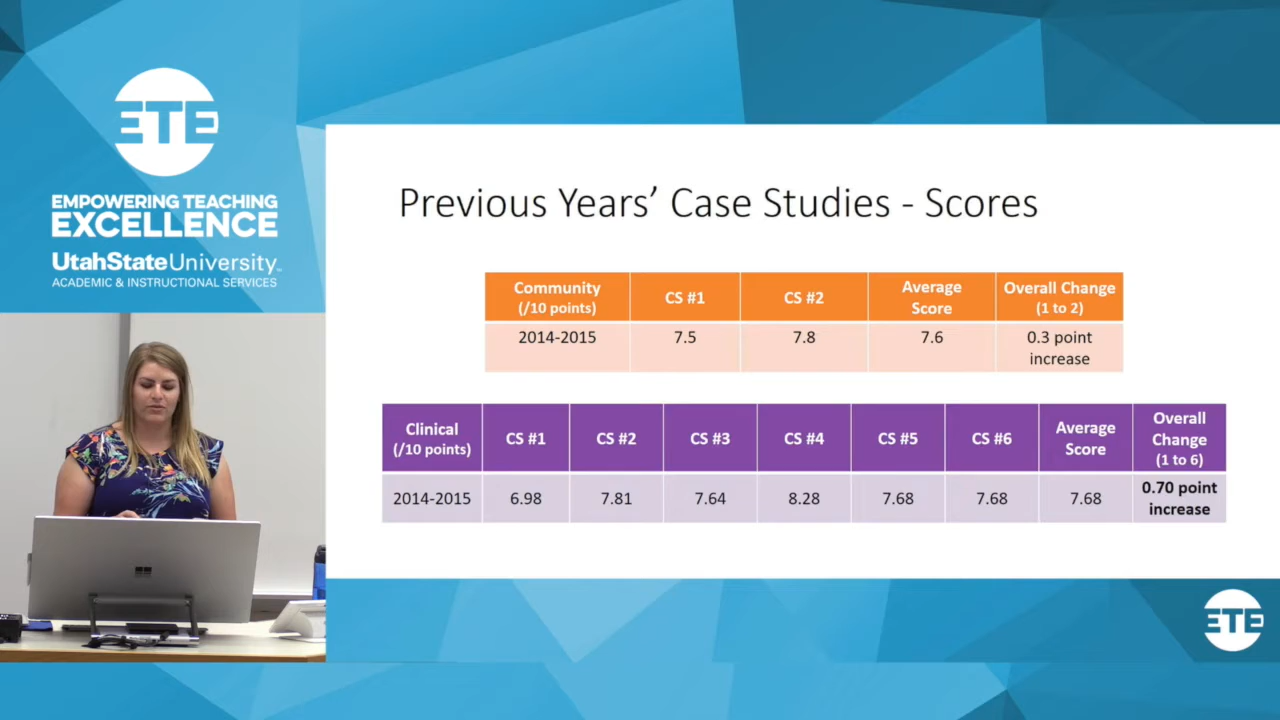 ETE
EMPOWERING TEACHING
EXCELLENCE
UtahStateUniversity
ACADEMIC & INSTRUCTIONAL SERVICES
Previous Years’ Case Studies - Scores
Community (/10 points) CS #1 CS #2 Average Score Overall Change (1 to 2)
2014-2015 7.5 7.8 7.6 0.3 point increase
Clinical (/10 points) CS #1 CS #2 CS #3 CS #4 CS #5 CS #6 Average Score Overall Change (1 to 6)
2014-2015 6.98 7.81 7.64 8.28 7.68 7.68 7.68 0.70 point increase
ETE